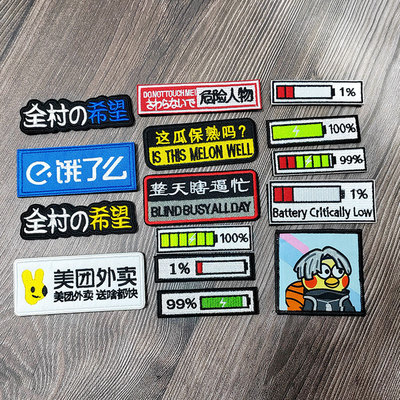 全村の希望
e饿了么
全村の希望
美团外卖
美团外卖 送啥都快
DO NOT TOUCH ME!
さわらないで
危险人物
这瓜保熟吗?
IS THIS MELON WELL
整天瞎逼忙
BLIND BUSY ALL DAY
100%
1%
99%
1%
100%
99%
1%
Battery Critically Low